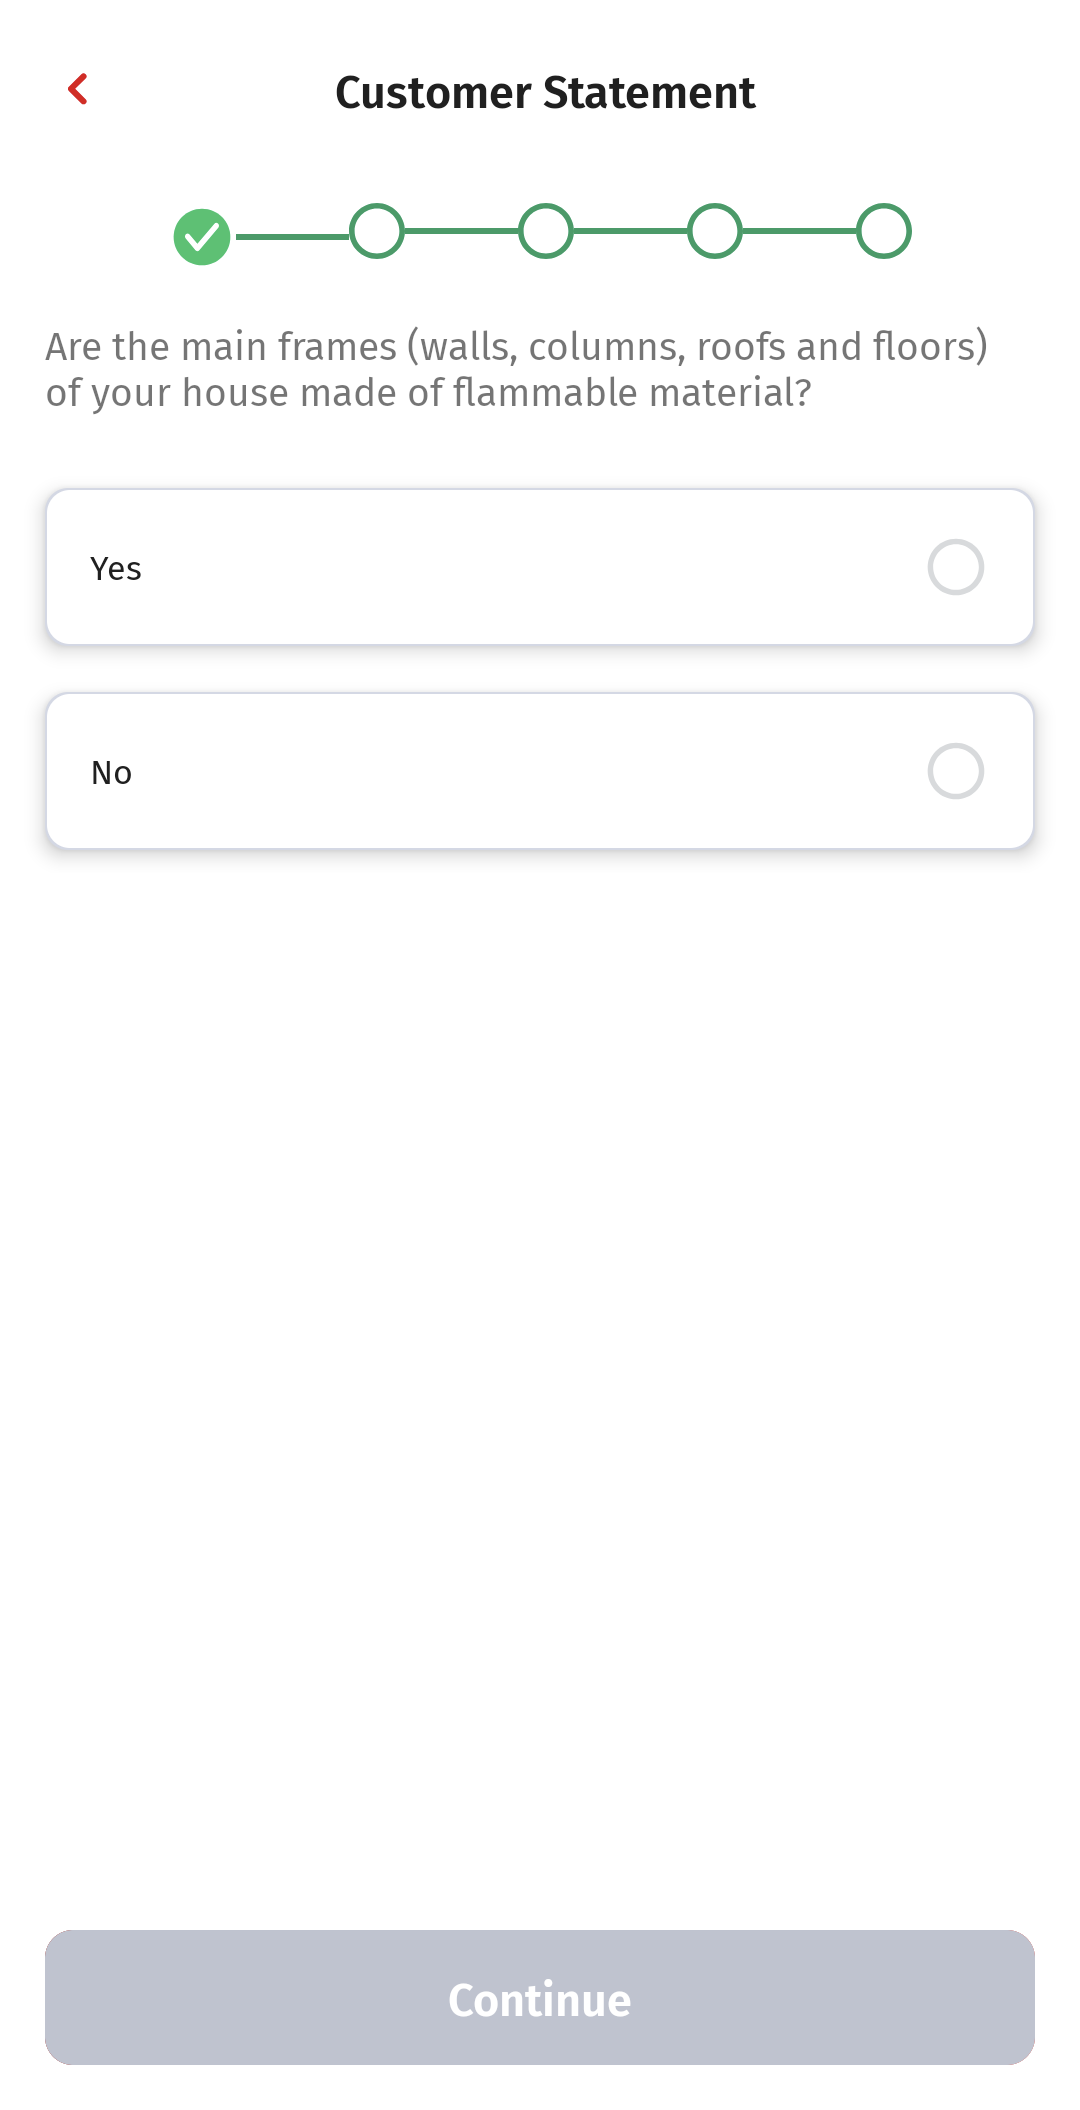 Customer Statement
Are the main frames (walls, columns, roofs and floors)
of your house made of flammable material?
Yes
No
Continue